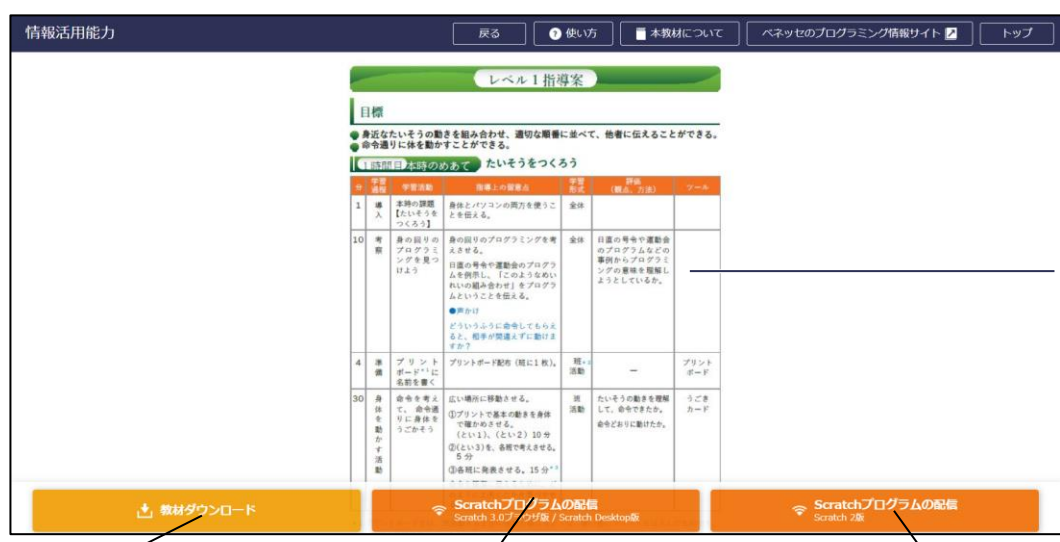 情報活用能力
戻る
? 使い方
本教材について
ベネッセのプログラミング情報サイト
トップ
レベル1指導案
目標
身近なたいそうの動きを組み合わせ、適切な順番に並べて、他者に伝えることができる。
命令通りに体を動かすことができる。
1時間目 本時のめあて たいそうをつくろう
分 学習過程 学習活動 指導上の留意点 学習形式 評価(観点、方法) ツール
1 導入 本時の課題【たいそうをつくろう】 身体とパソコンの両方を使うことを伝える。 全体
10 考察 身の回りのプログラミングを見つけよう 身の回りのプログラミングを考えさせる。
日直の号令や運動会のプログラムを例示し、「このようなめいれいの組み合わせ」をプログラムということを伝える。
●声かけ
どういうふうに命令してもらえると、相手が間違えずに動けますか?
全体 日直の号令や運動会のプログラムなどの事例からプログラミングの意味を理解しようとしているか。
4 準備 プリントボード*1に名前を書く プリントボード配布(班に1枚)。 班*2活動 ー プリントボード
30 身体を動かす活動 命令を考えて、命令通りに身体をうごかそう 広い場所に移動させる。
①プリントで基本の動きを身体で確かめさせる。
(とい1)、(とい2) 10分
②(とい3)を、各班で考えさせる。
5分
③各班に発表させる。15分
班活動 たいそうの動きを理解して、命令できたか。
命令どおりに動けたか。
うごきカード
教材ダウンロード
Scratchプログラムの配信
Scratch 3.0ブラウザ版 / Scratch Desktop版
Scratchプログラムの配信
Scratch 2版